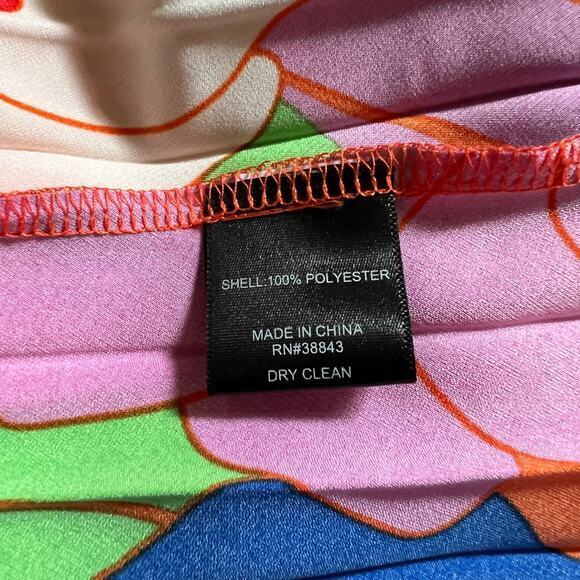 SHELL:100% POLYESTER
MADE IN CHINA
RN#38843
DRY CLEAN